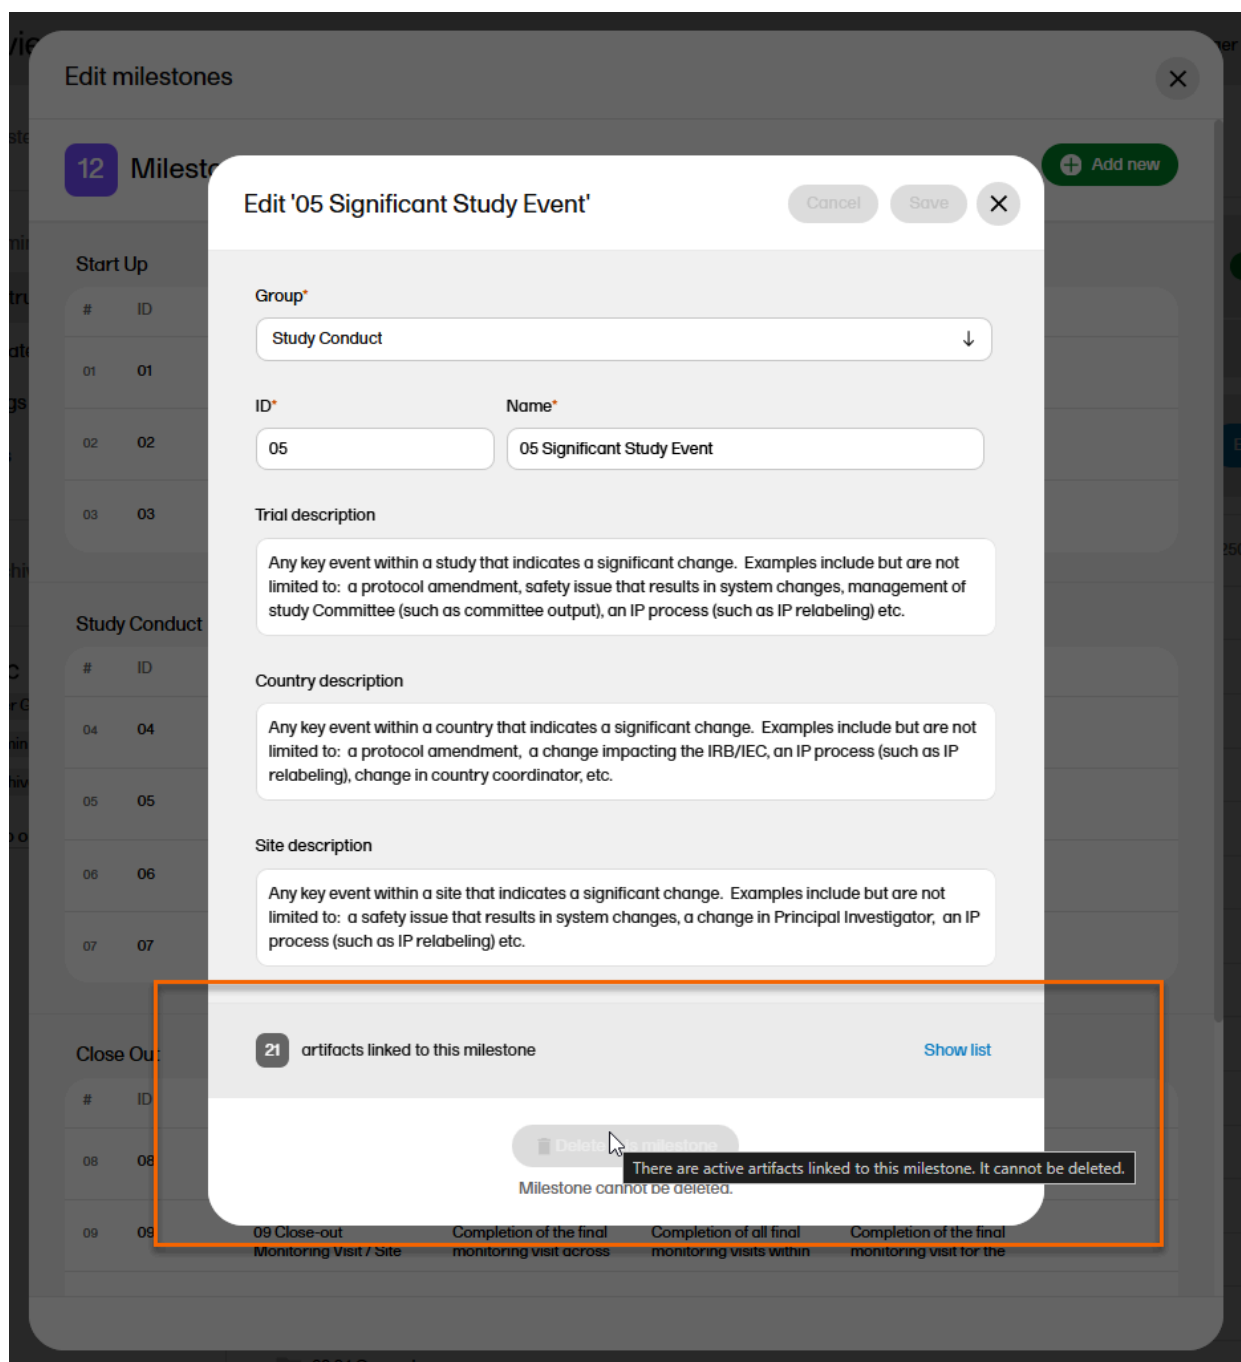 Edit milestones
12
Add new
Edit '05 Significant Study Event'
Cancel
Save
Start Up
# ID
01 01
02 02
03 03
Group*
Study Conduct
ID*
Name*
05
05 Significant Study Event
Trial description
Any key event within a study that indicates a significant change.  Examples include but are not
limited to:  a protocol amendment, safety issue that results in system changes, management of
study Committee (such as committee output), an IP process (such as IP relabeling) etc.
Study Conduct
# ID
04 04
05 05
06 06
07 07
Country description
Any key event within a country that indicates a significant change.  Examples include but are not
limited to:  a protocol amendment,  a change impacting the IRB/IEC, an IP process (such as IP
relabeling), change in country coordinator, etc.
Site description
Any key event within a site that indicates a significant change.  Examples include but are not
limited to:  a safety issue that results in system changes, a change in Principal Investigator,  an IP
process (such as IP relabeling) etc.
21 artifacts linked to this milestone
Show list
Close Out
# ID
08 08
09 09
Delete milestone
There are active artifacts linked to this milestone. It cannot be deleted.
Milestone cannot be deleted.
09 Close-out Completion of the final Completion of all final Completion of the final
Monitoring Visit / Site monitoring visit across monitoring visits within monitoring visit for the